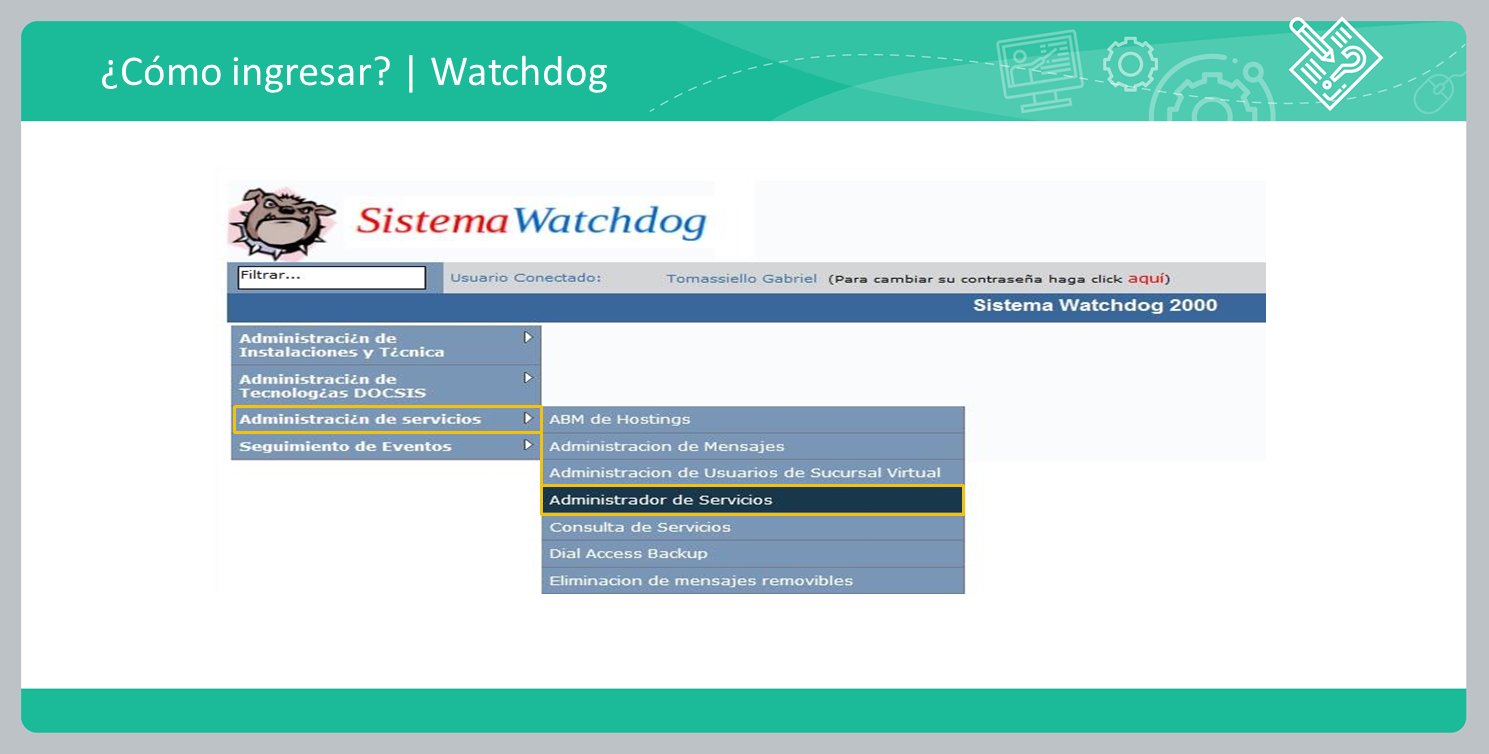 ¿Cómo ingresar? | Watchdog
Sistema Watchdog
Filtrar...
Usuario Conectado: Tomassiello Gabriel (Para cambiar su contraseña haga click aquí)
Sistema Watchdog 2000
Administraci¿n de
Instalaciones y T¿cnica
Administraci¿n de
Tecnolog¿as DOCSIS
Administraci¿n de servicios
Seguimiento de Eventos
ABM de Hostings
Administracion de Mensajes
Administracion de Usuarios de Sucursal Virtual
Administrador de Servicios
Consulta de Servicios
Dial Access Backup
Eliminacion de mensajes removibles